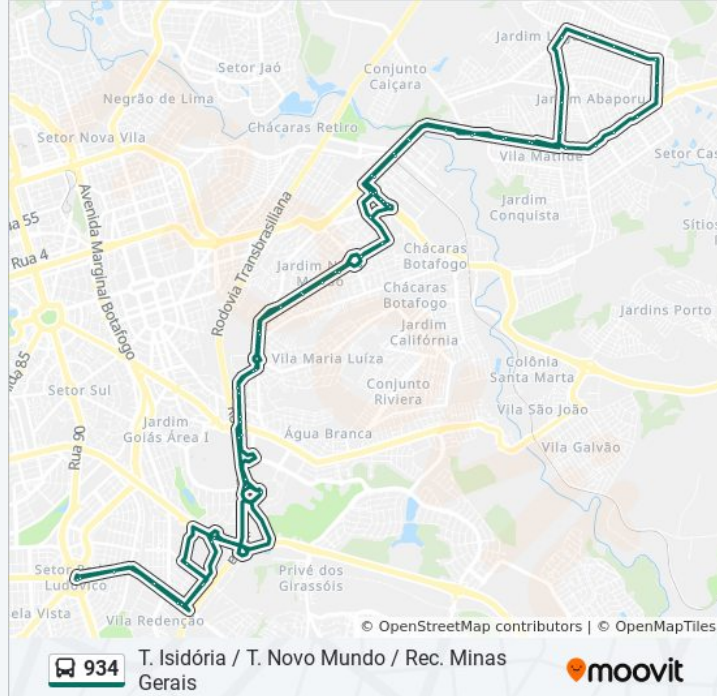 Jardim
Setor Jaó
Conjunto
Caiçara
Negrão de Lima
Jardim Abaporu
Chácaras Retiro
Setor Nova Vila
Vila Matilde
Setor Cas
Avenida Marginal Botafogo
Rodovia Transbrasiliana
Jardim
Conquista
Sítios
55
Rua 4
Chácaras
Botafogo
Jardim N
Chácaras
Botafogo
Jardins Porto
Jardim
Califórnia
Rua 85
Vila Maria Luíza
Colônia
Santa Marta
Setor Sul
Conjunto
Riviera
Vila São João
Jardim
Goiás Área I
Rua 90
Água Branca
Vila Galvão
Setor
Ludovico
Privé dos
Girassóis
ela Vista
Vila Redenção
© OpenStreetMap contributors | © OpenMapTiles
934
T. Isidória / T. Novo Mundo / Rec. Minas
Gerais
moovit